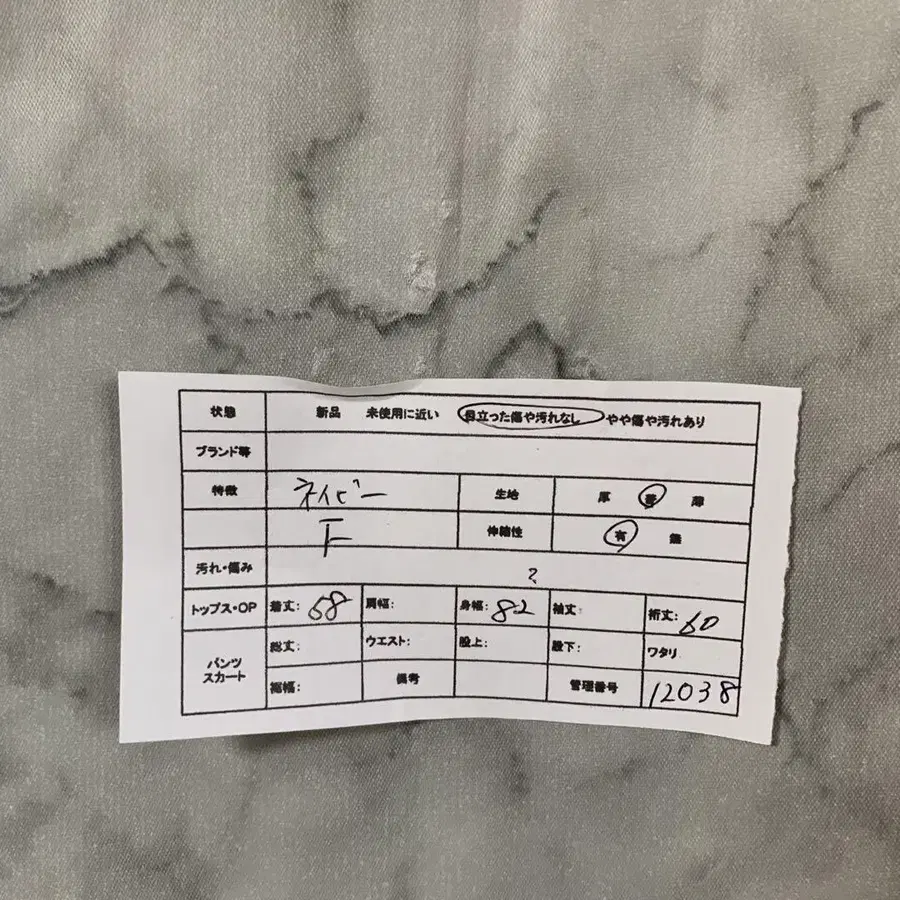 状態 新品 未使用に近い 目立った傷や汚れなし やや傷や汚れあり
ブランド等
特徴 ネイビー 生地 厚 普 薄
F 伸縮性 有 無
汚れ・傷み ?
トップス・OP 着丈: 68 肩幅: 身幅: 82 袖丈: 裄丈: 60
パンツ スカート 総丈: ウエスト: 股上: 股下: ワタリ
裾幅: 備考 管理番号 12038